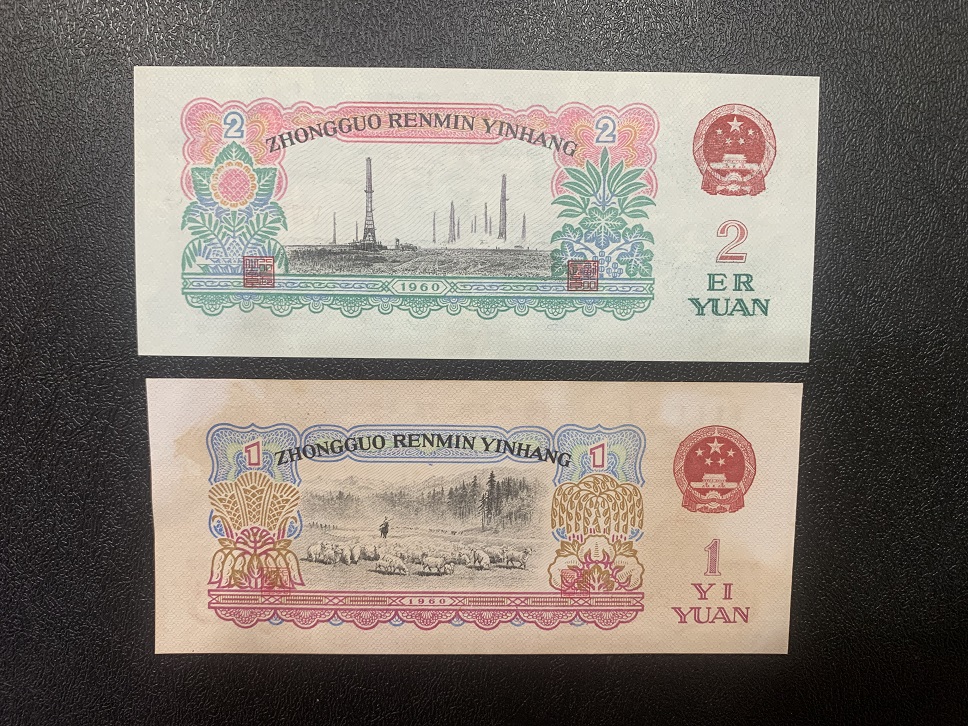 2
ZHONGGUO RENMIN YINHANG
2
1960
2
ER
YUAN
1
ZHONGGUO RENMIN YINHANG
1
1960
1
YI
YUAN